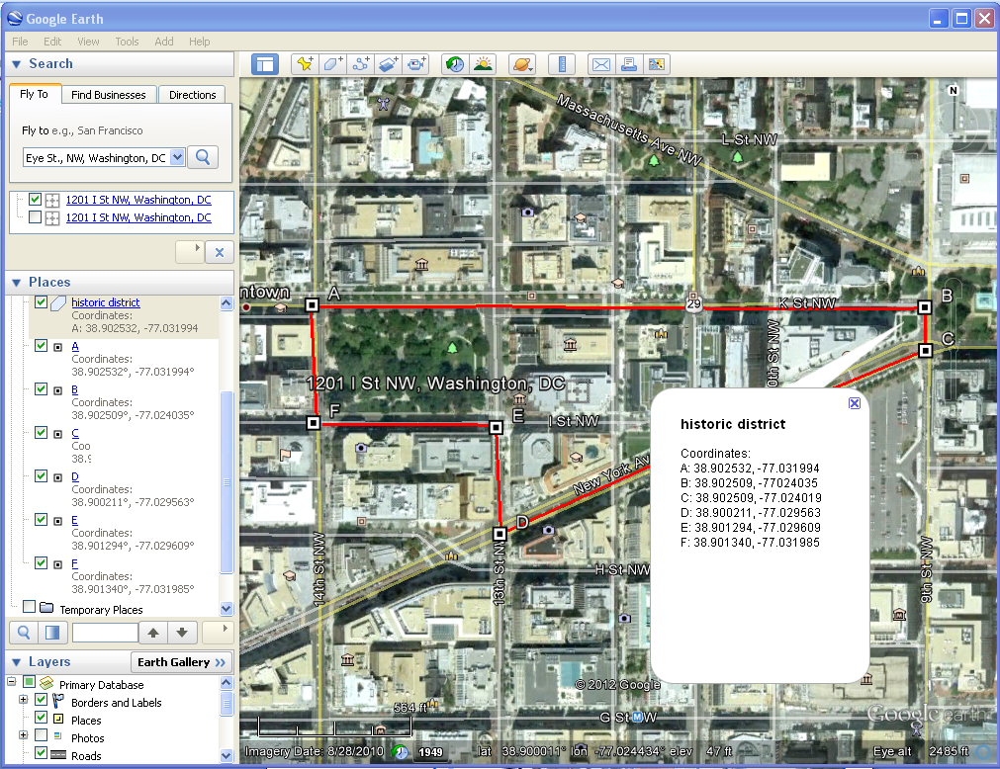 Google Earth
File Edit View Tools Add Help
Search
Fly To Find Businesses Directions
Fly to e.g., San Francisco
Eye St., NW, Washington, DC
1201 I St NW, Washington, DC
1201 I St NW, Washington, DC
Places
historic district
Coordinates:
A: 38.902532, -77.031994
A
Coordinates:
38.902532°, -77.031994°
B
Coordinates:
38.902509°, -77.024035°
C
Coo
38.9
D
Coordinates:
38.900211°, -77.029563°
E
Coordinates:
38.901294°, -77.029609°
F
Coordinates:
38.901340°, -77.031985°
Temporary Places
Layers
Earth Gallery »
Primary Database
Borders and Labels
Places
Photos
Roads
N
Massachusetts Ave NW
L St NW
ntown
A
29
K St NW
B
C
0th St NW
1201 I St NW, Washington, DC
F
E
I St NW
New York Av
D
14th St NW
13th St NW
H St NW
9th St NW
G St NW
historic district
Coordinates:
A: 38.902532, -77.031994
B: 38.902509, -77024035
C: 38.902509, -77.024019
D: 38.900211, -77.029563
E: 38.901294, -77.029609
F: 38.901340, -77.031985
© 2012 Google
Google earth
564 ft
Imagery Date: 8/28/2010 1949 lat 38.900011° lon -77.024434° elev 47 ft Eye alt 2485 ft